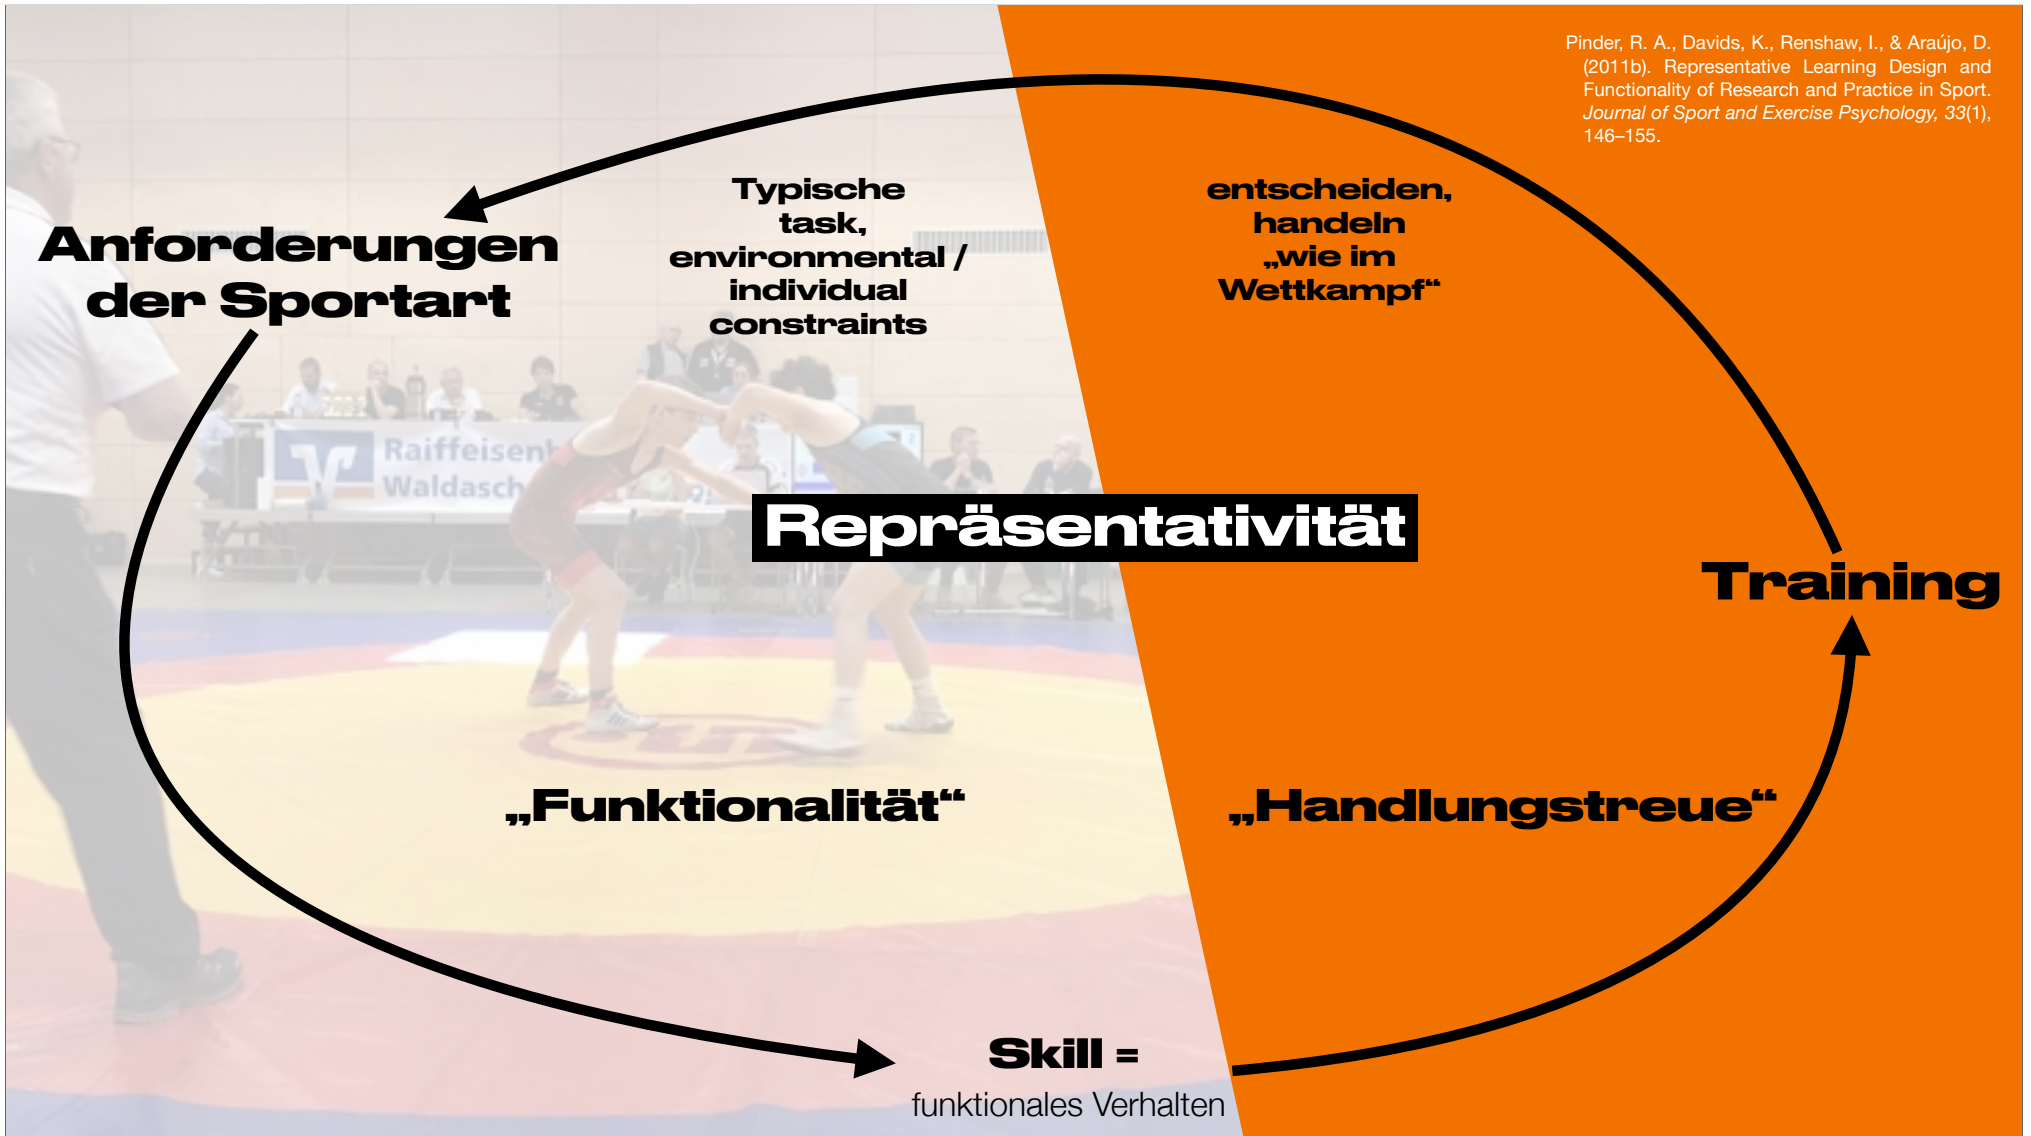 Pinder, R. A., Davids, K., Renshaw, I., & Araújo, D.
(2011b). Representative Learning Design and
Functionality of Research and Practice in Sport.
Journal of Sport and Exercise Psychology, 33(1),
146–155.
Typische
task,
environmental /
individual
constraints
entscheiden,
handeln
„wie im
Wettkampf“
Anforderungen
der Sportart
Raiffeisen
Waldasch
Repräsentativität
Training
„Funktionalität“
„Handlungstreue“
Skill =
funktionales Verhalten